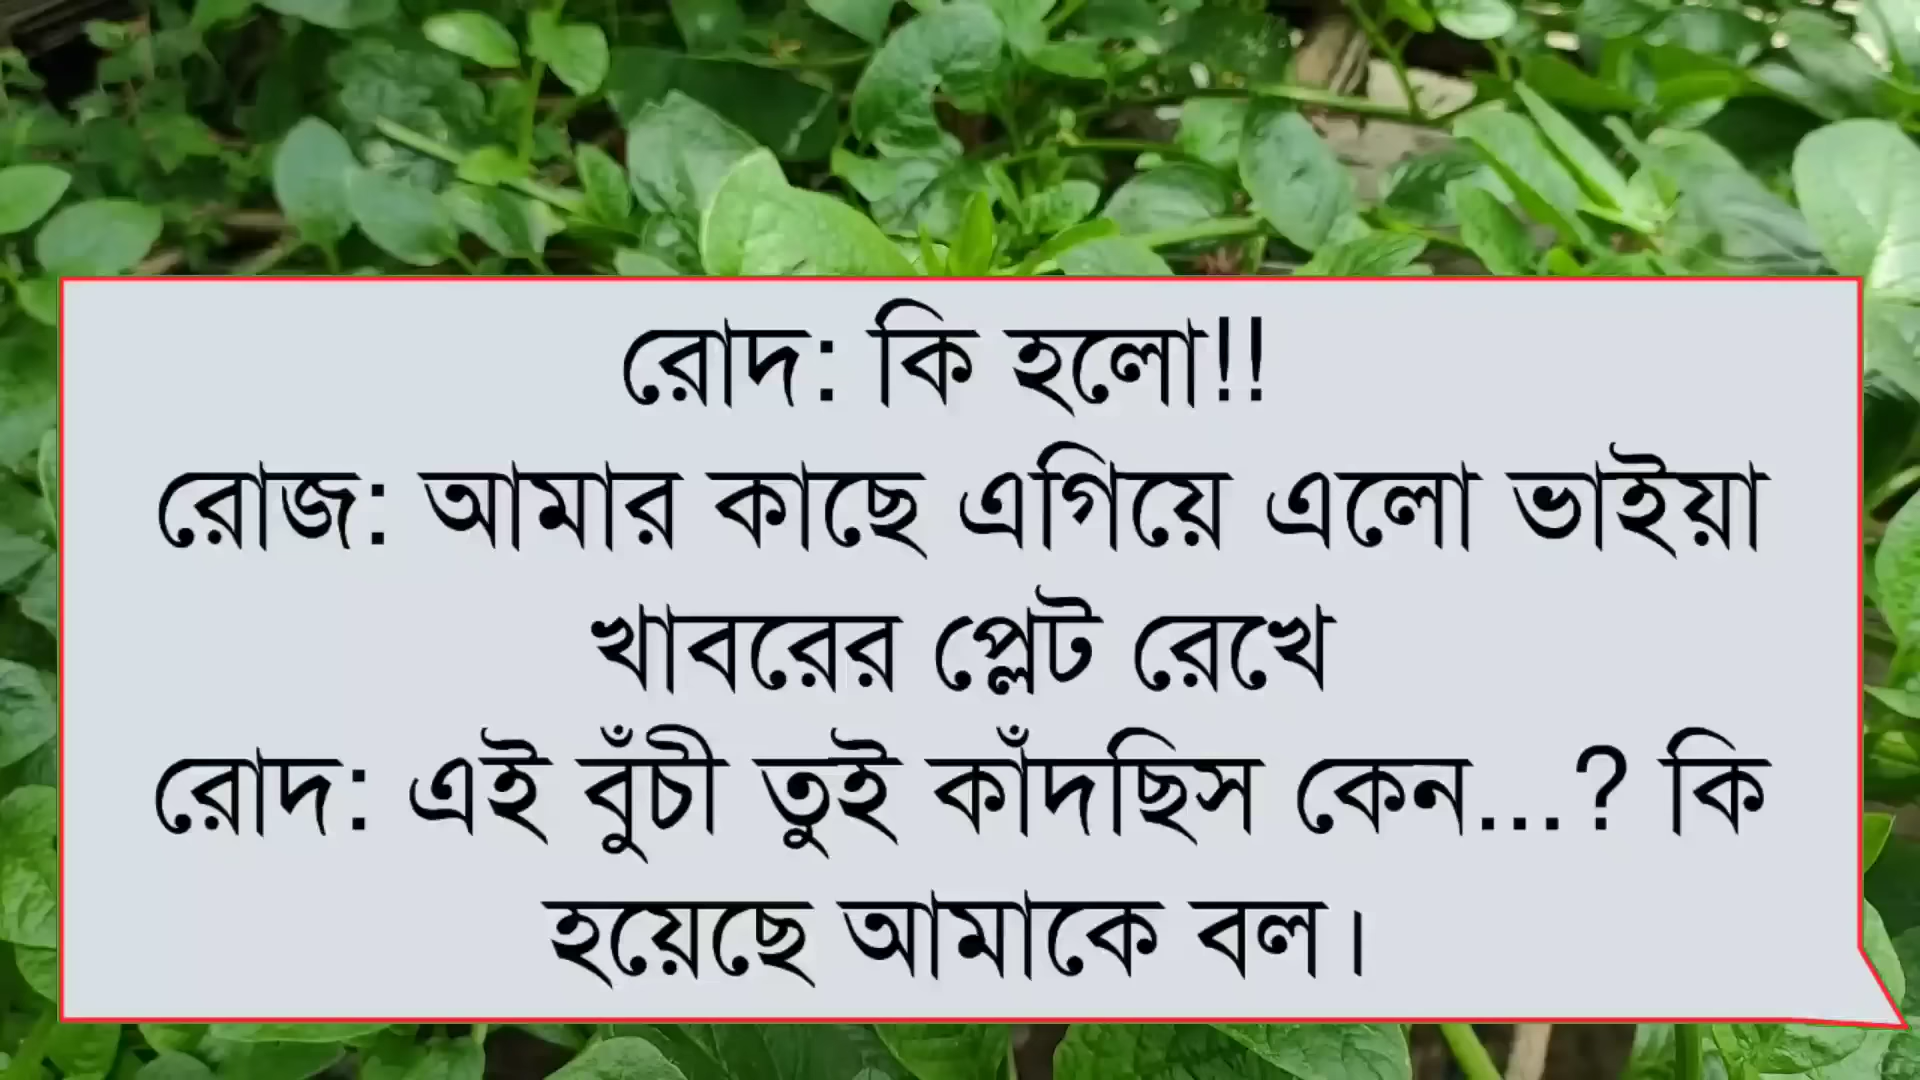 রোদ: কি হলো!!
রোজ: আমার কাছে এগিয়ে এলো ভাইয়া
খাবরের প্লেট রেখে
রোদ: এই বুঁচী তুই কাঁদছিস কেন...? কি
হয়েছে আমাকে বল।